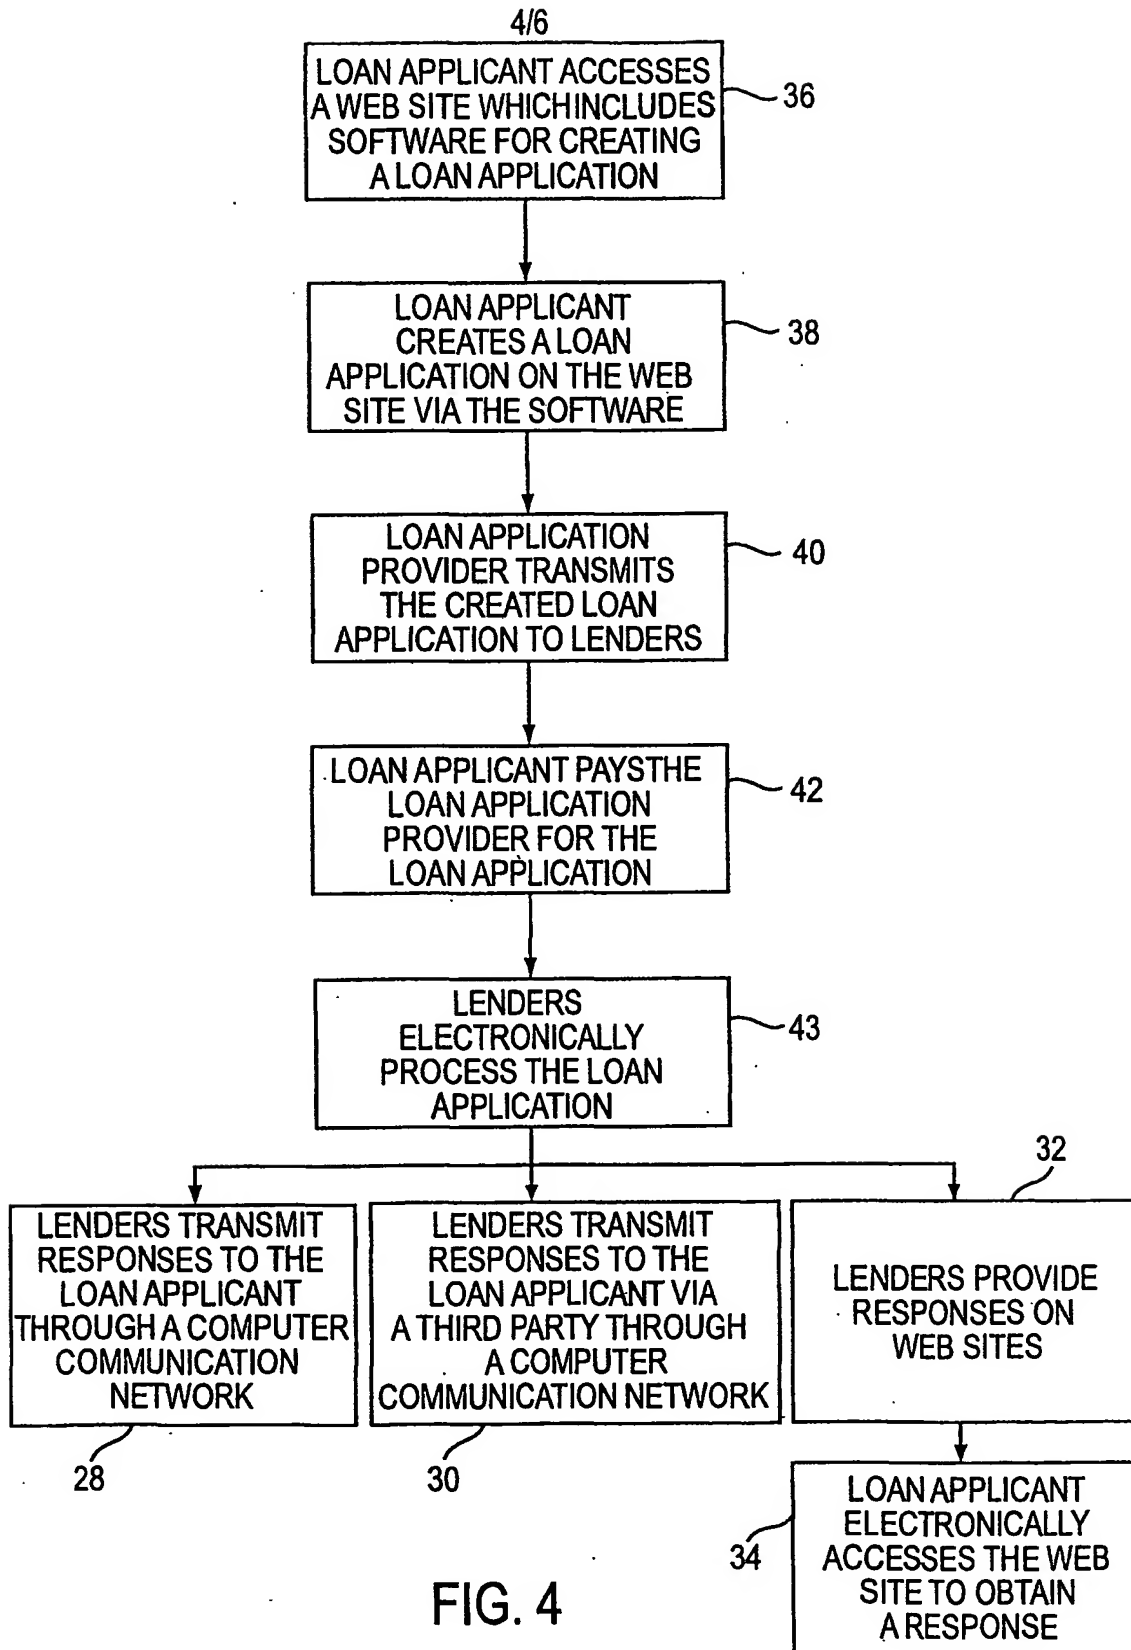 4/6
LOAN APPLICANT ACCESSES
A WEB SITE WHICH INCLUDES
SOFTWARE FOR CREATING
A LOAN APPLICATION
36
LOAN APPLICANT
CREATES A LOAN
APPLICATION ON THE WEB
SITE VIA THE SOFTWARE
38
LOAN APPLICATION
PROVIDER TRANSMITS
THE CREATED LOAN
APPLICATION TO LENDERS
40
LOAN APPLICANT PAYSTHE
LOAN APPLICATION
PROVIDER FOR THE
LOAN APPLICATION
42
LENDERS
ELECTRONICALLY
PROCESS THE LOAN
APPLICATION
43
LENDERS TRANSMIT
RESPONSES TO THE
LOAN APPLICANT
THROUGH A COMPUTER
COMMUNICATION
NETWORK
28
LENDERS TRANSMIT
RESPONSES TO THE
LOAN APPLICANT VIA
A THIRD PARTY THROUGH
A COMPUTER
COMMUNICATION NETWORK
30
32
LENDERS PROVIDE
RESPONSES ON
WEB SITES
LOAN APPLICANT
ELECTRONICALLY
ACCESSES THE WEB
SITE TO OBTAIN
A RESPONSE
34
FIG. 4